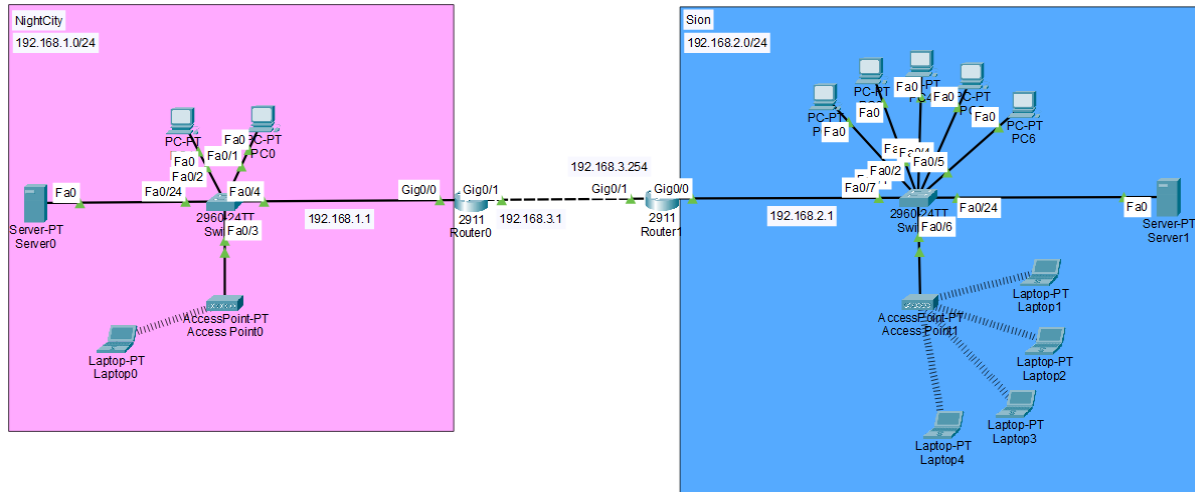 NightCity
192.168.1.0/24
PC-PT
PC-PT
PC0
Fa0
Fa0/1
Fa0
Fa0/2
Fa0
Fa0/24
Fa0/4
Gig0/0
Gig0/1
Server-PT
Server0
2960-24TT
Fa0/3
192.168.1.1
2911
Router0
192.168.3.1
AccessPoint-PT
Access Point0
Laptop-PT
Laptop0
192.168.3.254
Gig0/1
Gig0/0
2911
Router1
Sion
192.168.2.0/24
Fa0
PC-PT
Fa0
PC-PT
Fa0
Fa0
PC-PT
Fa0
PC-PT
PC6
Fa0/5
Fa0/2
Fa0/7
192.168.2.1
2960-24TT
Fa0/24
Fa0
Fa0/6
Server-PT
Server1
AccessPoint-PT
Access Point1
Laptop-PT
Laptop1
Laptop-PT
Laptop2
Laptop-PT
Laptop3
Laptop-PT
Laptop4